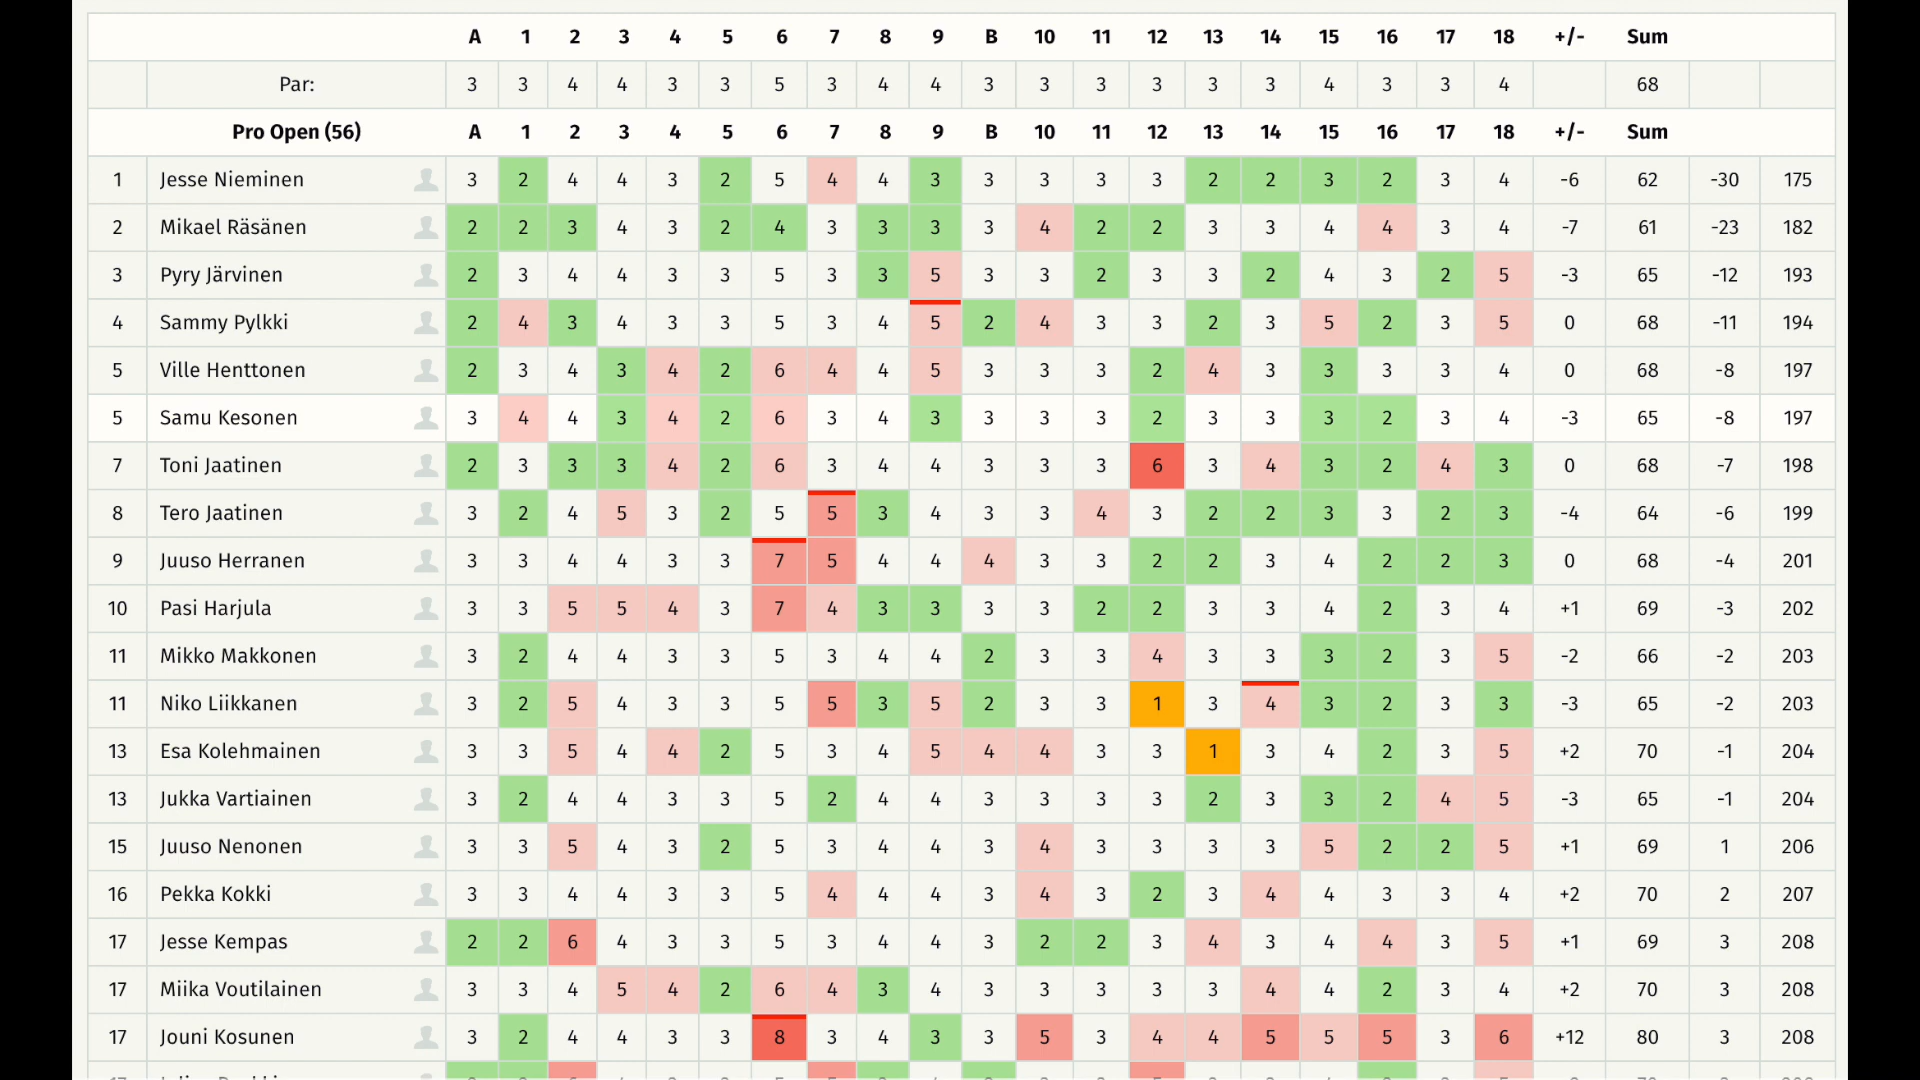 A 1 2 3 4 5 6 7 8 9 B 10 11 12 13 14 15 16 17 18 +/- Sum
Par: 3 3 4 4 3 3 5 3 4 4 3 3 3 3 3 3 4 3 3 4 68
Pro Open (56) A 1 2 3 4 5 6 7 8 9 B 10 11 12 13 14 15 16 17 18 +/- Sum
1 Jesse Nieminen 3 2 4 4 3 2 5 4 4 3 3 3 3 3 2 2 3 2 3 4 -6 62 -30 175
2 Mikael Räsänen 2 2 3 4 3 2 4 3 3 3 3 4 2 2 3 3 4 4 3 4 -7 61 -23 182
3 Pyry Järvinen 2 3 4 4 3 3 5 3 3 5 3 3 2 3 3 2 4 3 2 5 -3 65 -12 193
4 Sammy Pylkki 2 4 3 4 3 3 5 3 4 5 2 4 3 3 2 3 5 2 3 5 0 68 -11 194
5 Ville Henttonen 2 3 4 3 4 2 6 4 4 5 3 3 3 2 4 3 3 3 3 4 0 68 -8 197
5 Samu Kesonen 3 4 4 3 4 2 6 3 4 3 3 3 3 2 3 3 3 2 3 4 -3 65 -8 197
7 Toni Jaatinen 2 3 3 3 4 2 6 3 4 4 3 3 3 6 3 4 3 2 4 3 0 68 -7 198
8 Tero Jaatinen 3 2 4 5 3 2 5 5 3 4 3 3 4 3 2 2 3 3 2 3 -4 64 -6 199
9 Juuso Herranen 3 3 4 4 3 3 7 5 4 4 4 3 3 2 2 3 4 2 2 3 0 68 -4 201
10 Pasi Harjula 3 3 5 5 4 3 7 4 3 3 3 3 2 2 3 3 4 2 3 4 +1 69 -3 202
11 Mikko Makkonen 3 2 4 4 3 3 5 3 4 4 2 3 3 4 3 3 3 2 3 5 -2 66 -2 203
11 Niko Liikkanen 3 2 5 4 3 3 5 5 3 5 2 3 3 1 3 4 3 2 3 3 -3 65 -2 203
13 Esa Kolehmainen 3 3 5 4 4 2 5 3 4 5 4 4 3 3 1 3 4 2 3 5 +2 70 -1 204
13 Jukka Vartiainen 3 2 4 4 3 3 5 2 4 4 3 3 3 3 2 3 3 2 4 5 -3 65 -1 204
15 Juuso Nenonen 3 3 5 4 3 2 5 3 4 4 3 4 3 3 3 3 5 2 2 5 +1 69 1 206
16 Pekka Kokki 3 3 4 4 3 3 5 4 4 4 3 4 3 2 3 4 4 3 3 4 +2 70 2 207
17 Jesse Kempas 2 2 6 4 3 3 5 3 4 4 3 2 2 3 4 3 4 4 3 5 +1 69 3 208
17 Miika Voutilainen 3 3 4 5 4 2 6 4 3 4 3 3 3 3 3 4 4 2 3 4 +2 70 3 208
17 Jouni Kosunen 3 2 4 4 3 3 8 3 4 3 3 5 3 4 4 5 5 5 3 6 +12 80 3 208